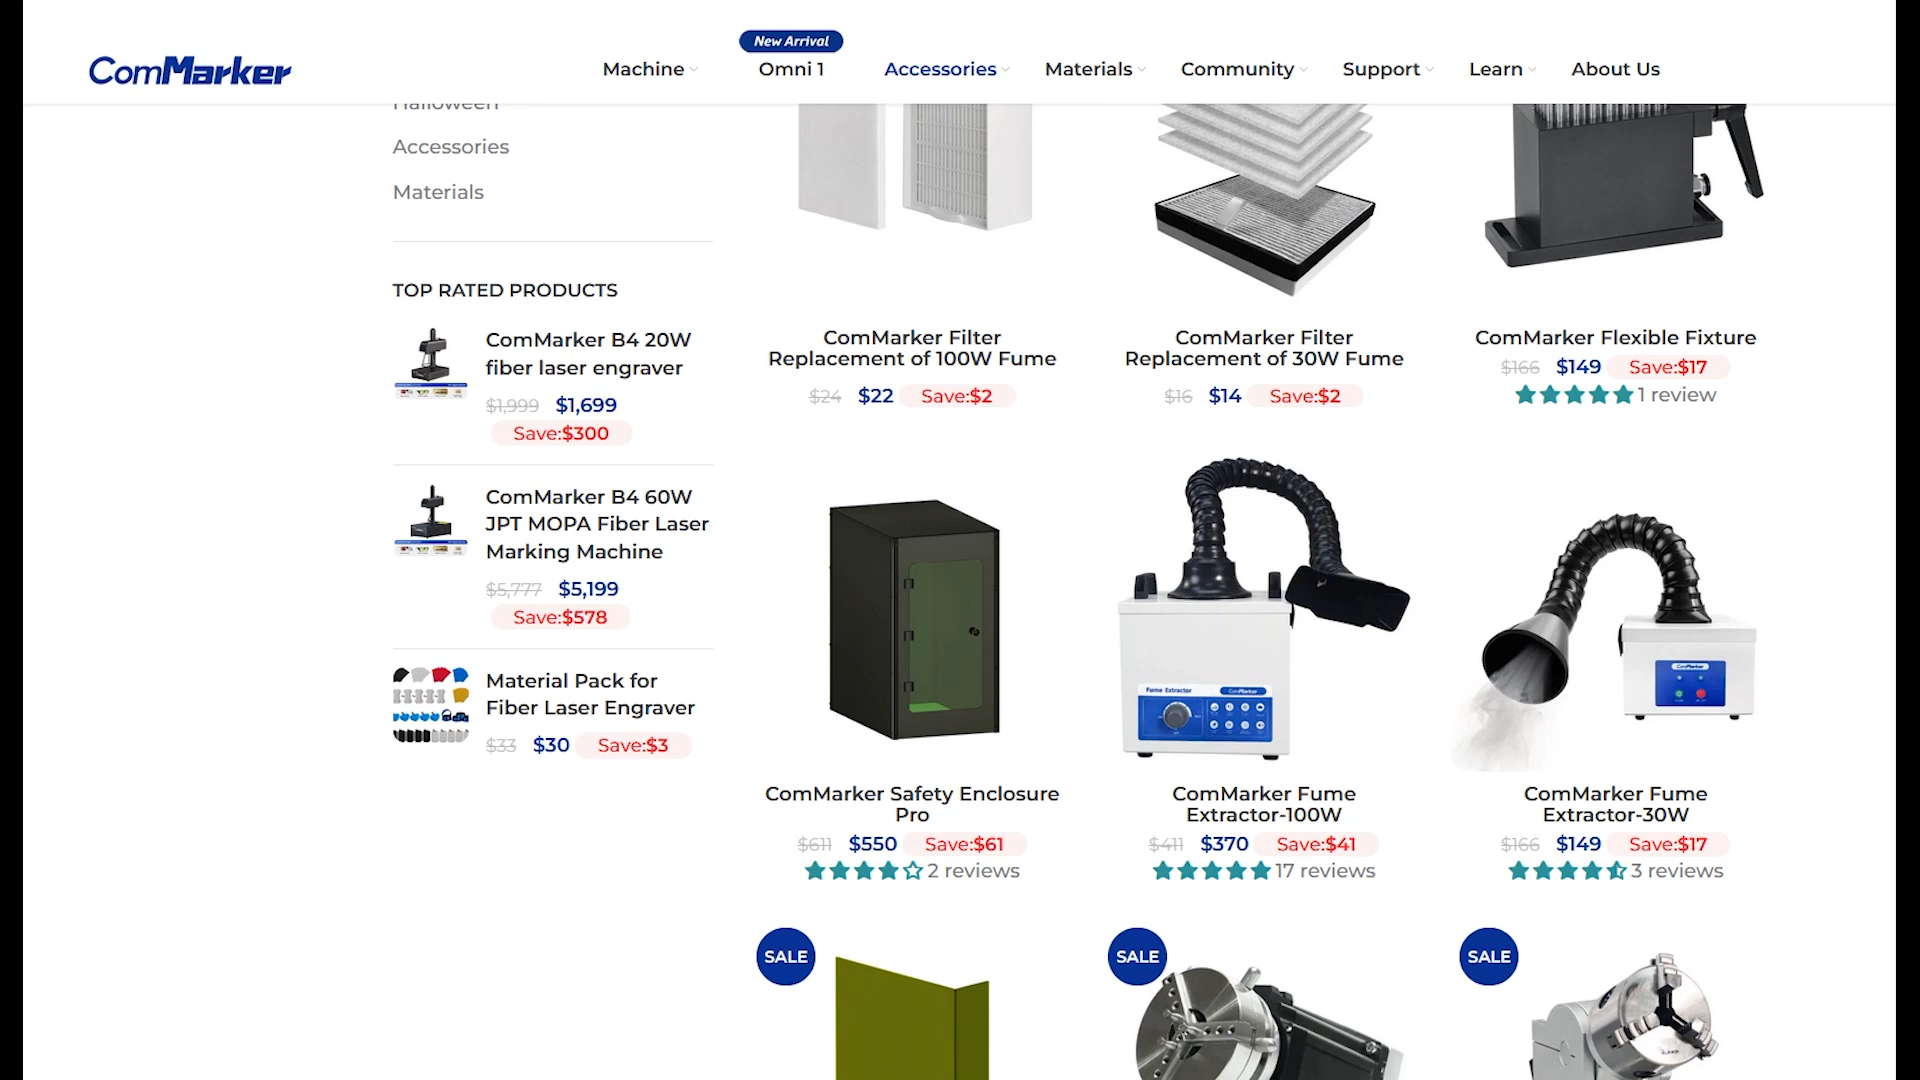 New Arrival
ComMarker
Machine
Omni 1
Accessories
Materials
Community
Support
Learn
About Us
Halloween
Accessories
Materials
TOP RATED PRODUCTS
ComMarker B4 20W
fiber laser engraver
$1,999 $1,699
Save:$300
ComMarker B4 60W
JPT MOPA Fiber Laser
Marking Machine
$5,777 $5,199
Save:$578
Material Pack for
Fiber Laser Engraver
$33 $30 Save:$3
ComMarker Filter
Replacement of 100W Fume
$24 $22 Save:$2
ComMarker Filter
Replacement of 30W Fume
$16 $14 Save:$2
ComMarker Flexible Fixture
$166 $149 Save:$17
1 review
Fume Extractor ComMarker
ComMarker
ComMarker Safety Enclosure
Pro
$611 $550 Save:$61
2 reviews
ComMarker Fume
Extractor-100W
$411 $370 Save:$41
17 reviews
ComMarker Fume
Extractor-30W
$166 $149 Save:$17
3 reviews
SALE
SALE
SALE